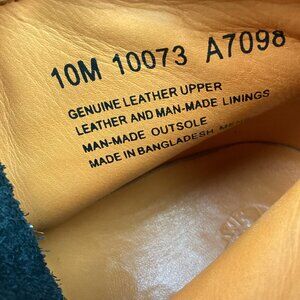 10M 10073 A7098
GENUINE LEATHER UPPER
LEATHER AND MAN-MADE LININGS
MAN-MADE OUTSOLE
MADE IN BANGLADESH